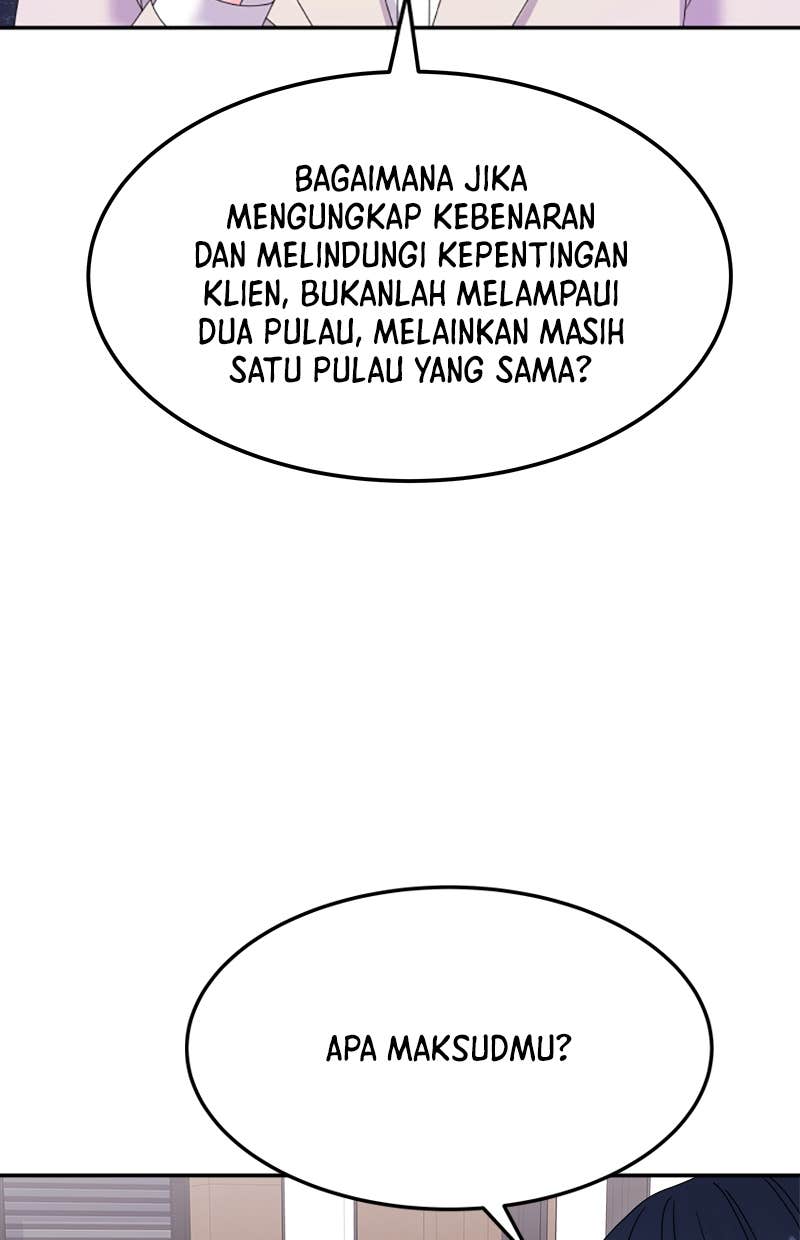 BAGAIMANA JIKA
MENGUNGKAP KEBENARAN
DAN MELINDUNGI KEPENTINGAN
KLIEN, BUKANLAH MELAMPAUI
DUA PULAU, MELAINKAN MASIH
SATU PULAU YANG SAMA?
APA MAKSUDMU?